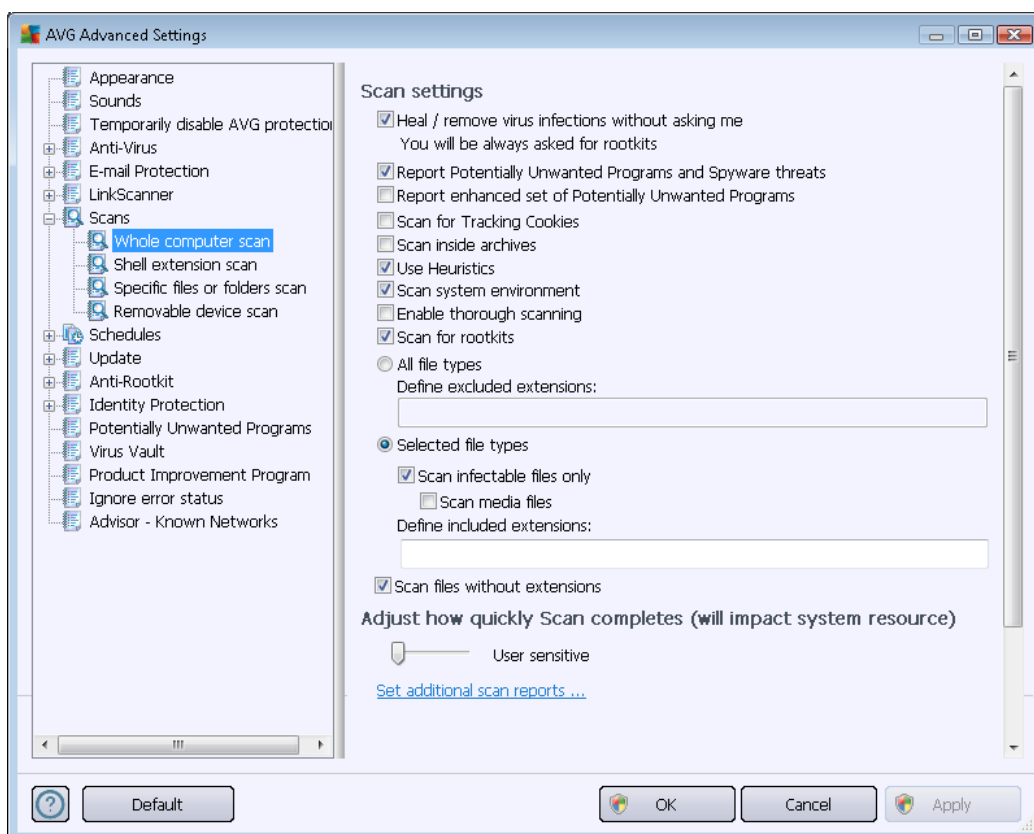 AVG Advanced Settings
Appearance
Sounds
Temporarily disable AVG protection
Anti-Virus
E-mail Protection
LinkScanner
Scans
Whole computer scan
Shell extension scan
Specific files or folders scan
Removable device scan
Schedules
Update
Anti-Rootkit
Identity Protection
Potentially Unwanted Programs
Virus Vault
Product Improvement Program
Ignore error status
Advisor - Known Networks
Scan settings
Heal / remove virus infections without asking me
You will be always asked for rootkits
Report Potentially Unwanted Programs and Spyware threats
Report enhanced set of Potentially Unwanted Programs
Scan for Tracking Cookies
Scan inside archives
Use Heuristics
Scan system environment
Enable thorough scanning
Scan for rootkits
All file types
Define excluded extensions:
Selected file types
Scan infectable files only
Scan media files
Define included extensions:
Scan files without extensions
Adjust how quickly Scan completes (will impact system resource)
User sensitive
Set additional scan reports ...
Default
OK
Cancel
Apply